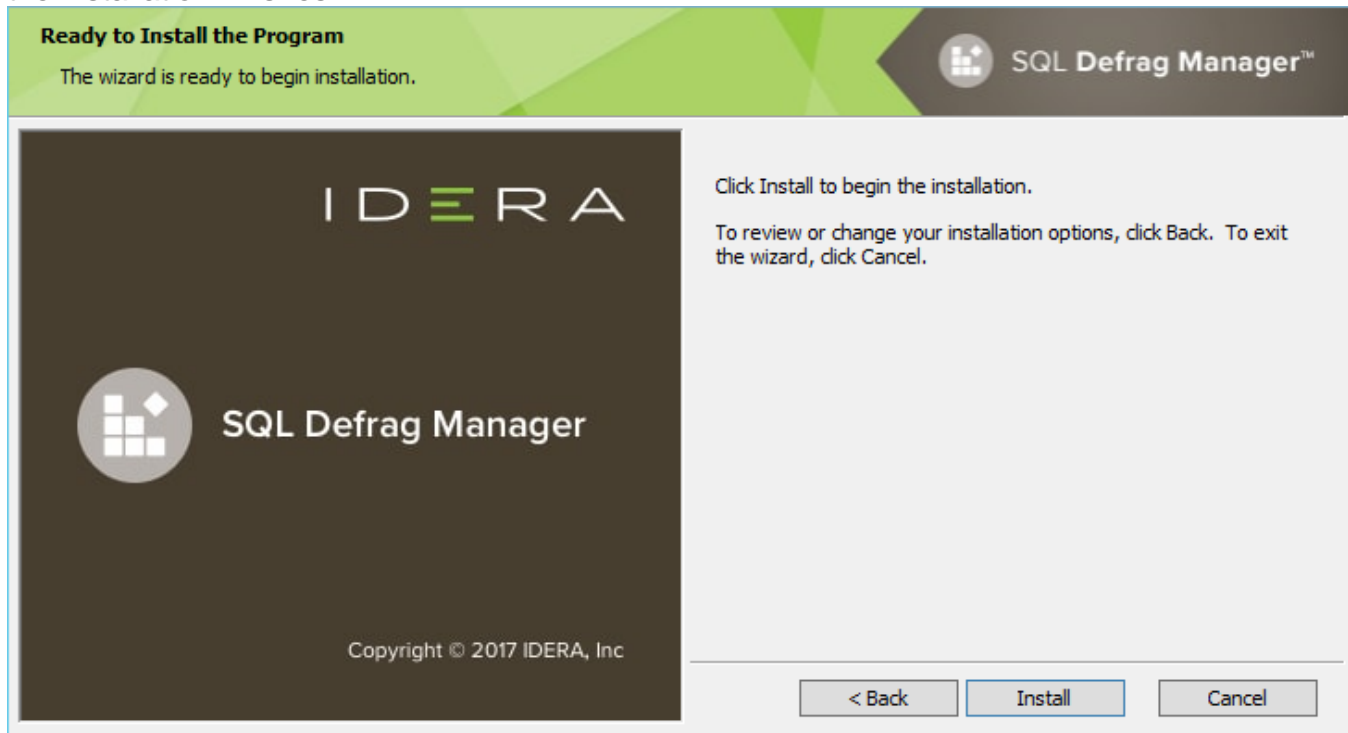 Ready to Install the Program
The wizard is ready to begin installation.
SQL Defrag Manager™
IDERA
SQL Defrag Manager
Copyright © 2017 IDERA, Inc
Click Install to begin the installation.
To review or change your installation options, click Back.  To exit
the wizard, click Cancel.
< Back
Install
Cancel